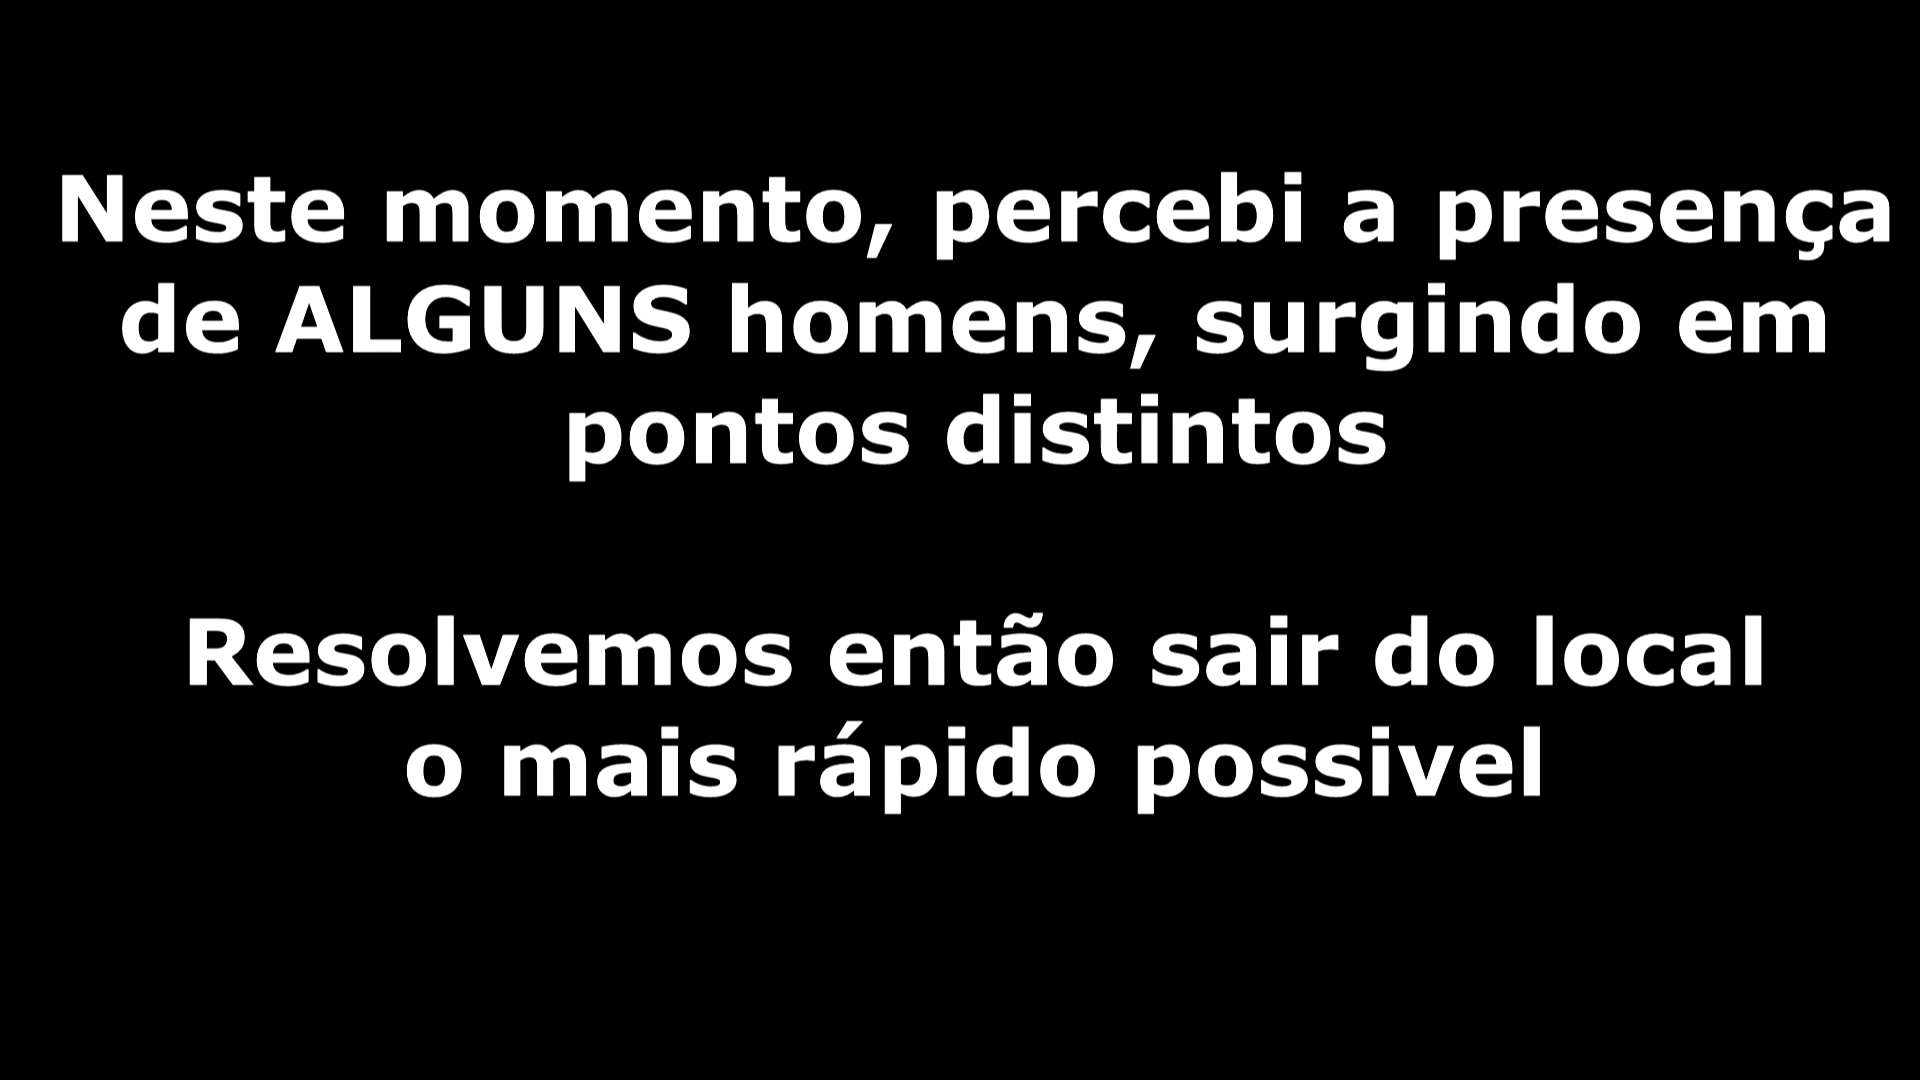 Neste momento, percebi a presença
de ALGUNS homens, surgindo em
pontos distintos
Resolvemos então sair do local
o mais rápido possivel